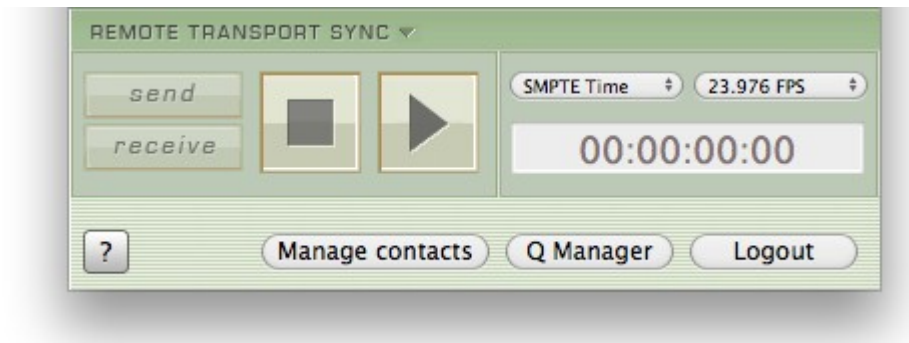 REMOTE TRANSPORT SYNC
send
receive
SMPTE Time
23.976 FPS
00:00:00:00
?
Manage contacts
Q Manager
Logout